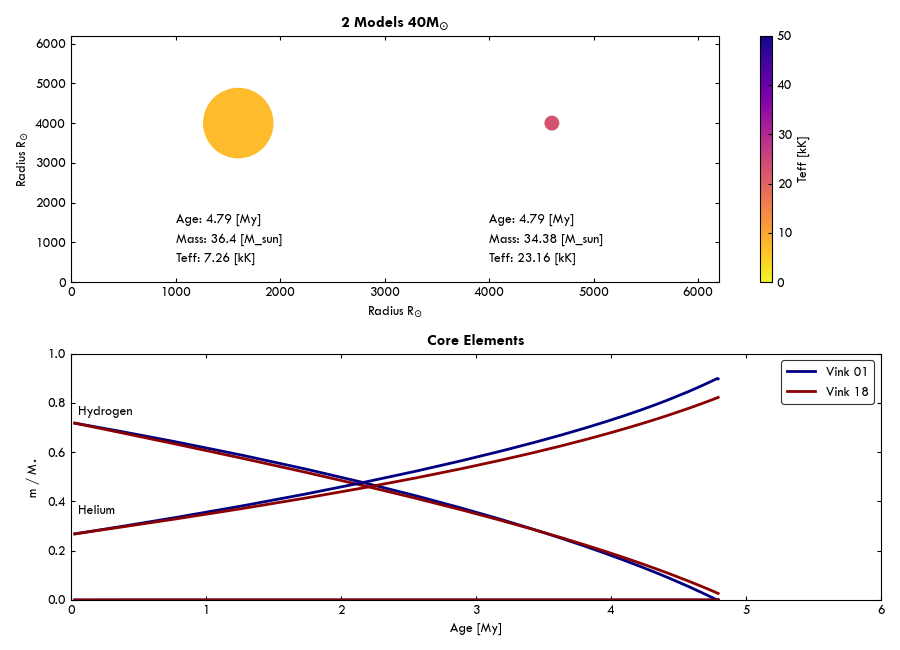 2 Models 40M☉
6000
5000
4000
3000
2000
1000
0
Radius R☉
Age: 4.79 [My]
Mass: 36.4 [M_sun]
Teff: 7.26 [kK]
Age: 4.79 [My]
Mass: 34.38 [M_sun]
Teff: 23.16 [kK]
0 1000 2000 3000 4000 5000 6000
Radius R☉
50
40
30
20
10
0
Teff [kK]
Core Elements
1.0
0.8
0.6
0.4
0.2
0.0
m / M⋆
Hydrogen
Helium
Vink 01
Vink 18
0 1 2 3 4 5 6
Age [My]